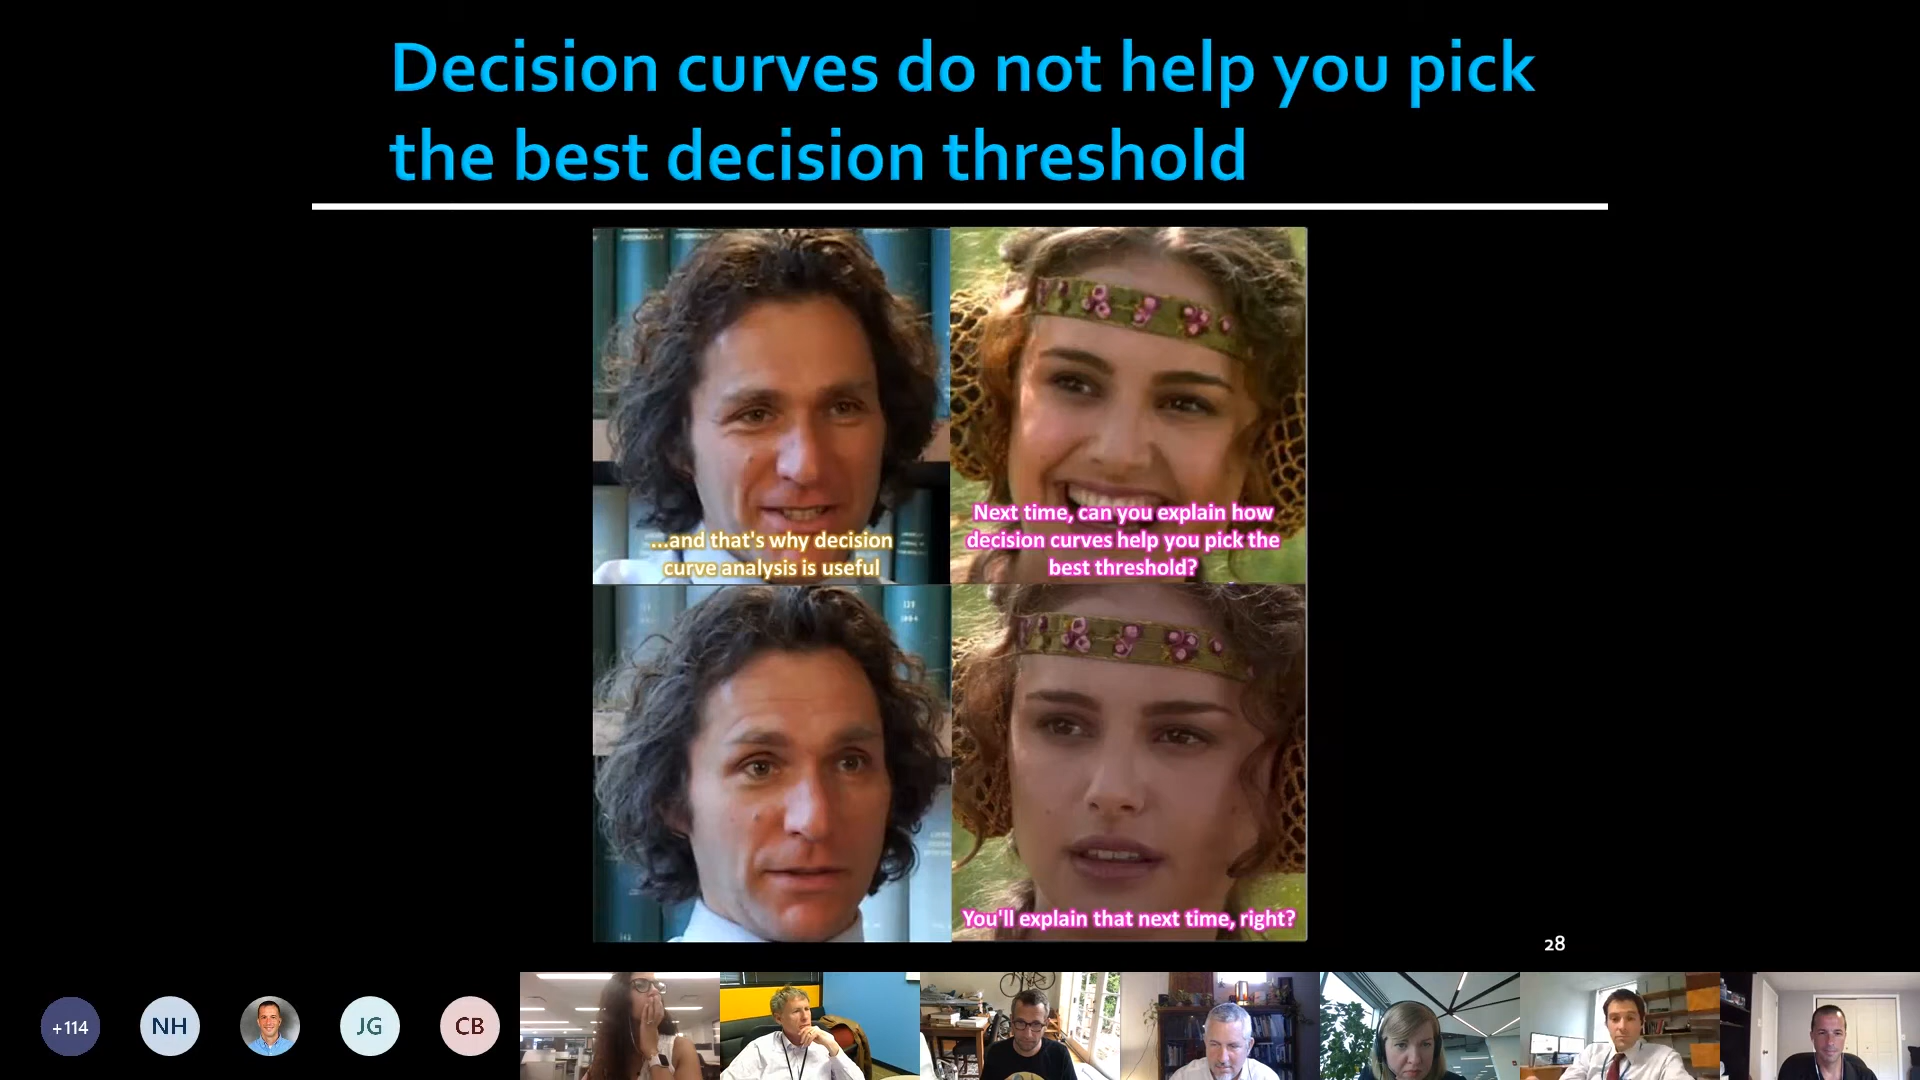 Decision curves do not help you pick
the best decision threshold
...and that's why decision
curve analysis is useful
Next time, can you explain how
decision curves help you pick the
best threshold?
You'll explain that next time, right?
28
+114
NH
JG
CB